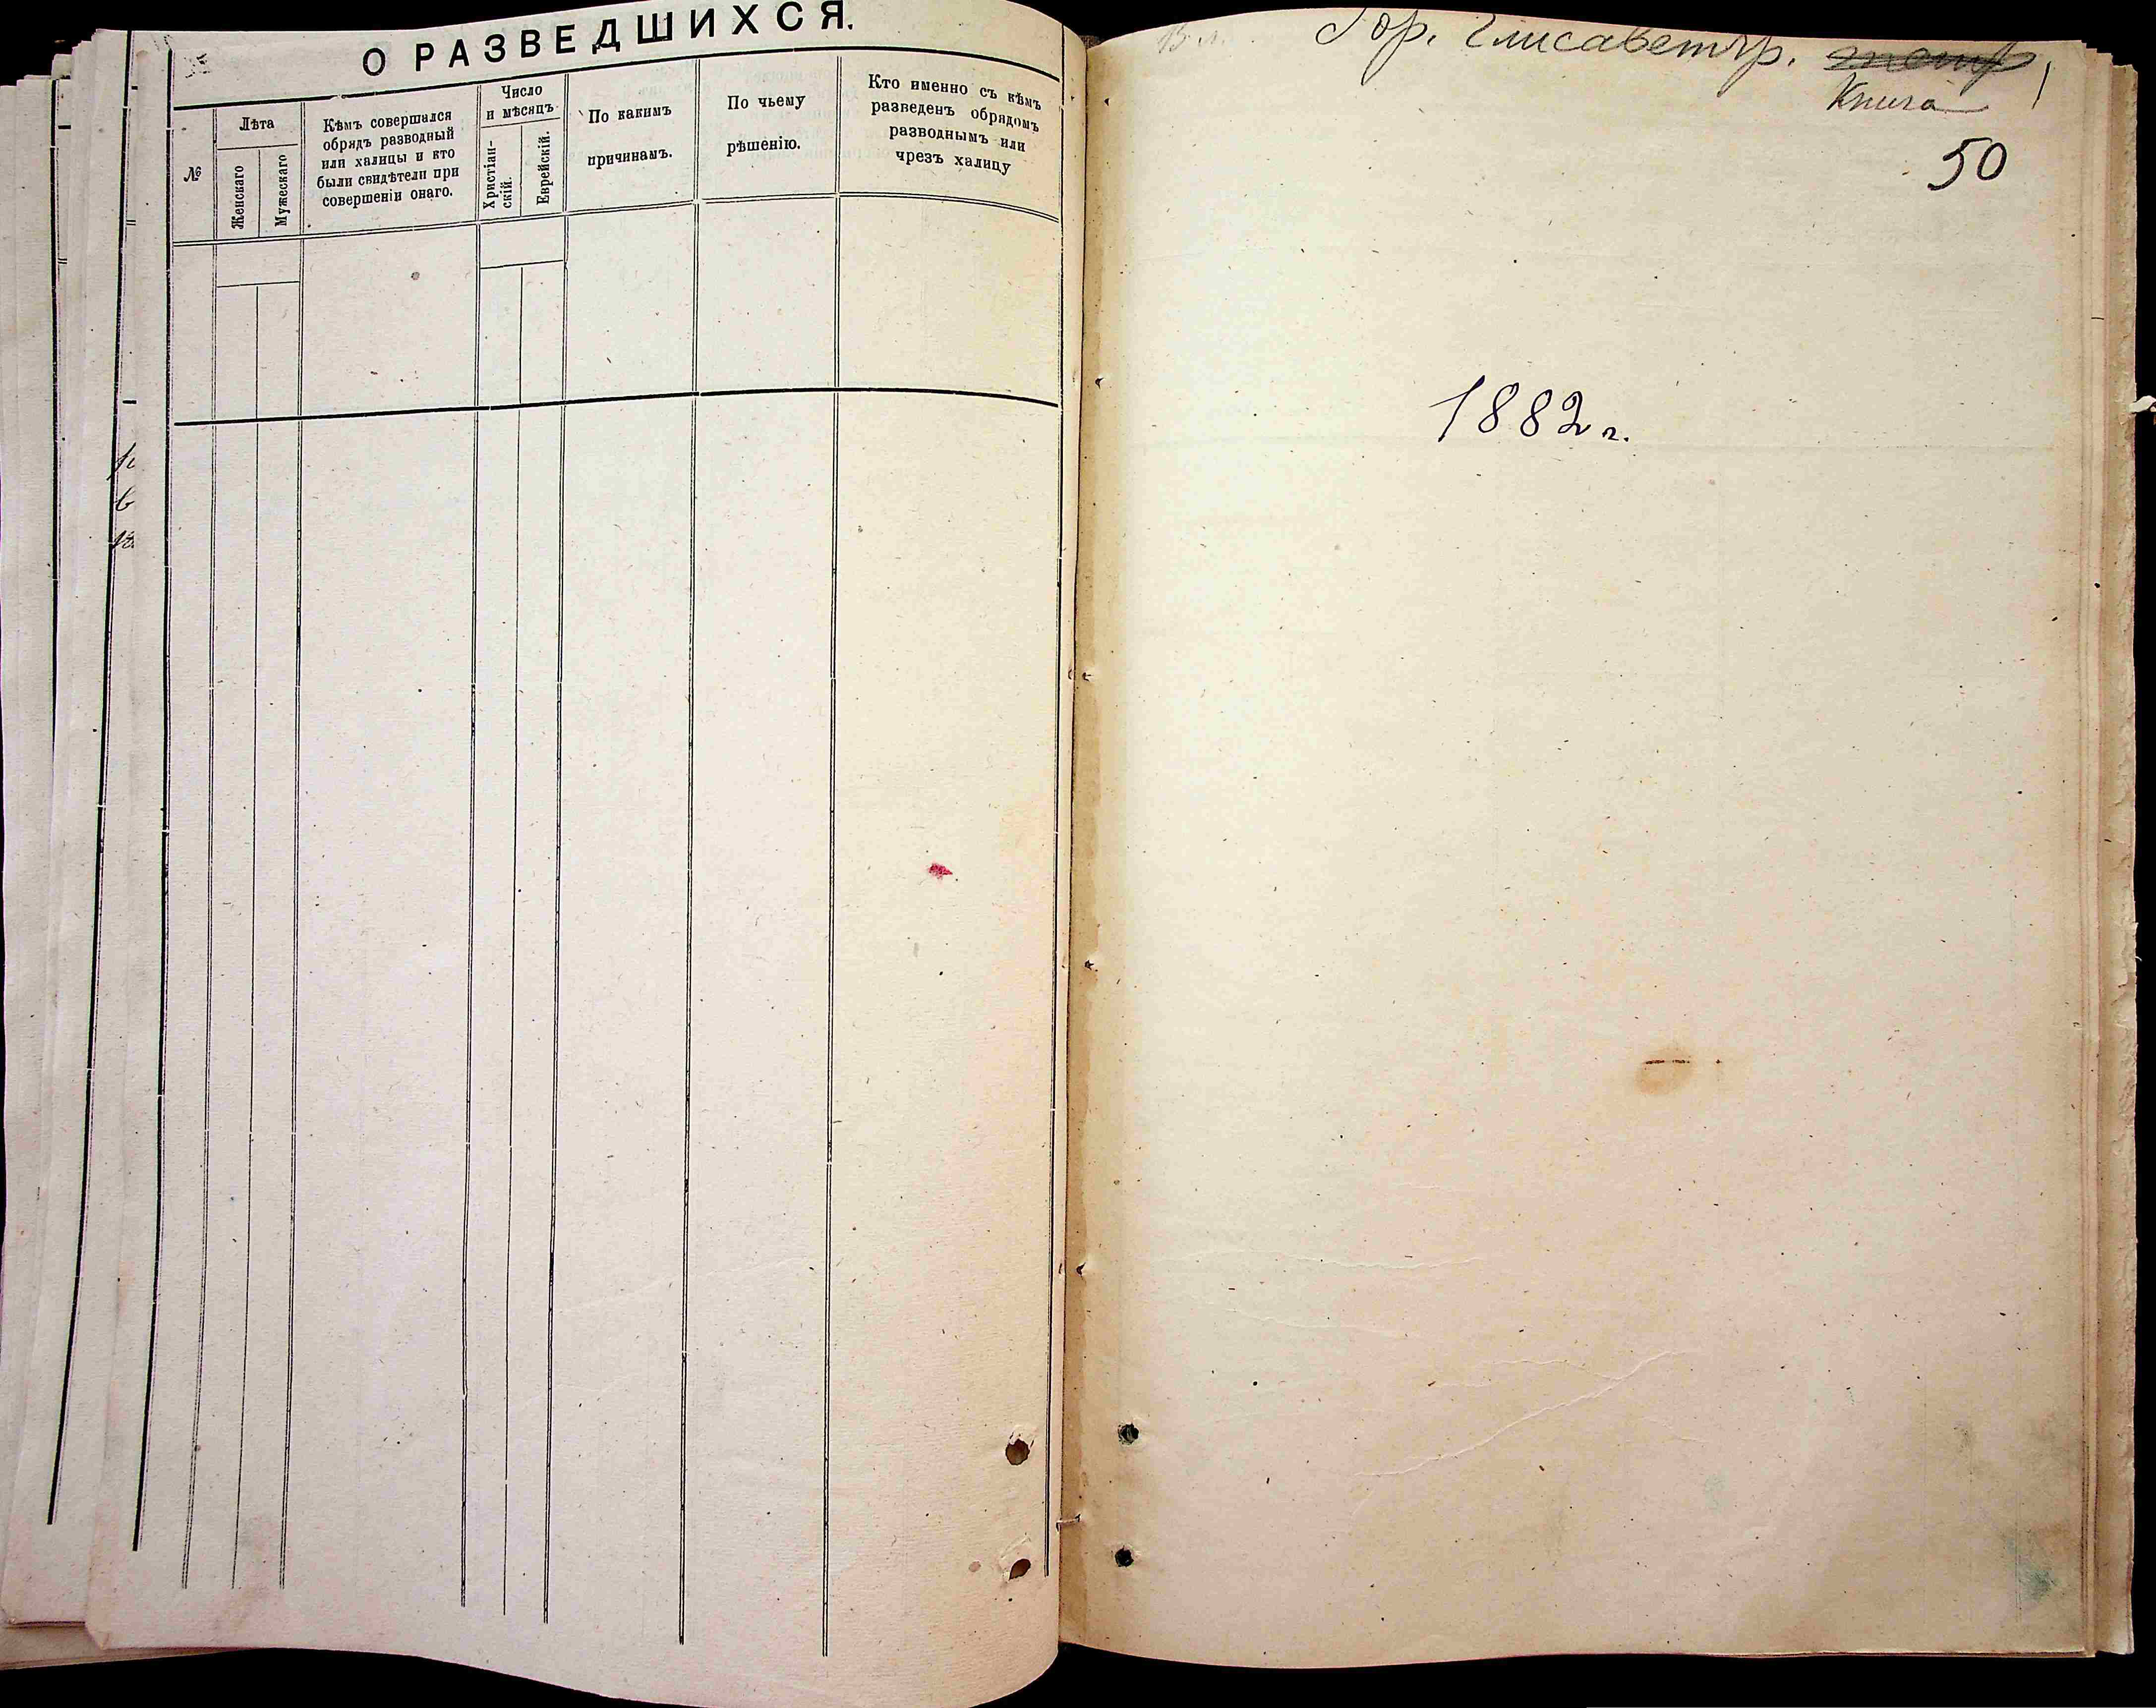 О РАЗВЕДШИХСЯ.
№
Лѣта
Женскаго
Мужескаго
Кѣмъ совершался
обрядъ разводный
или халицы и кто
были свидѣтели при
совершеніи онаго.
Число
и мѣсяцъ.
Христіан-
скій.
Еврейскій.
По какимъ
причинамъ.
По чьему
рѣшенію.
Кто именно съ кѣмъ
разведенъ обрядомъ
разводнымъ или
чрезъ халицу
Гор. Елисаветгр.
Книга
50
1882 г.